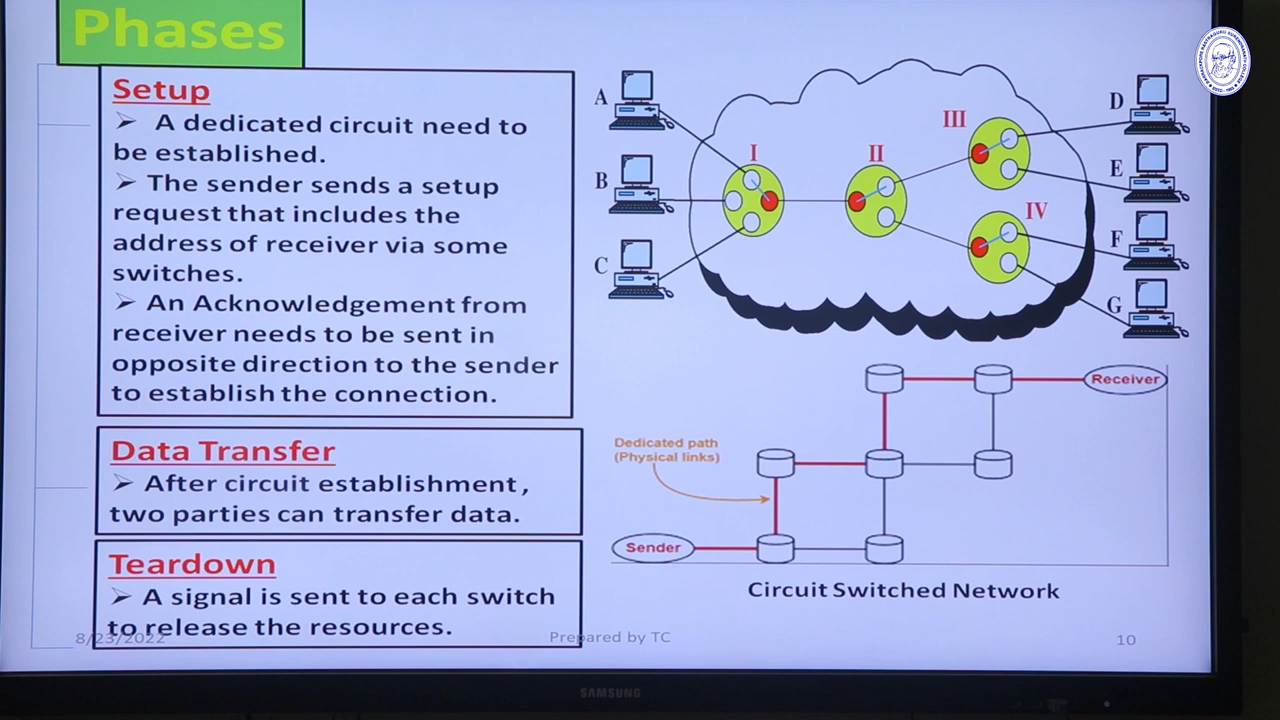 Phases
Setup
➢ A dedicated circuit need to
be established.
➢ The sender sends a setup
request that includes the
address of receiver via some
switches.
➢ An Acknowledgement from
receiver needs to be sent in
opposite direction to the sender
to establish the connection.
Data Transfer
➢ After circuit establishment,
two parties can transfer data.
Teardown
➢ A signal is sent to each switch
to release the resources.
A
B
C
I
II
III
IV
D
E
F
G
Dedicated path
(Physical links)
Sender
Receiver
Circuit Switched Network
8/23/2022
Prepared by TC
10
SAMSUNG